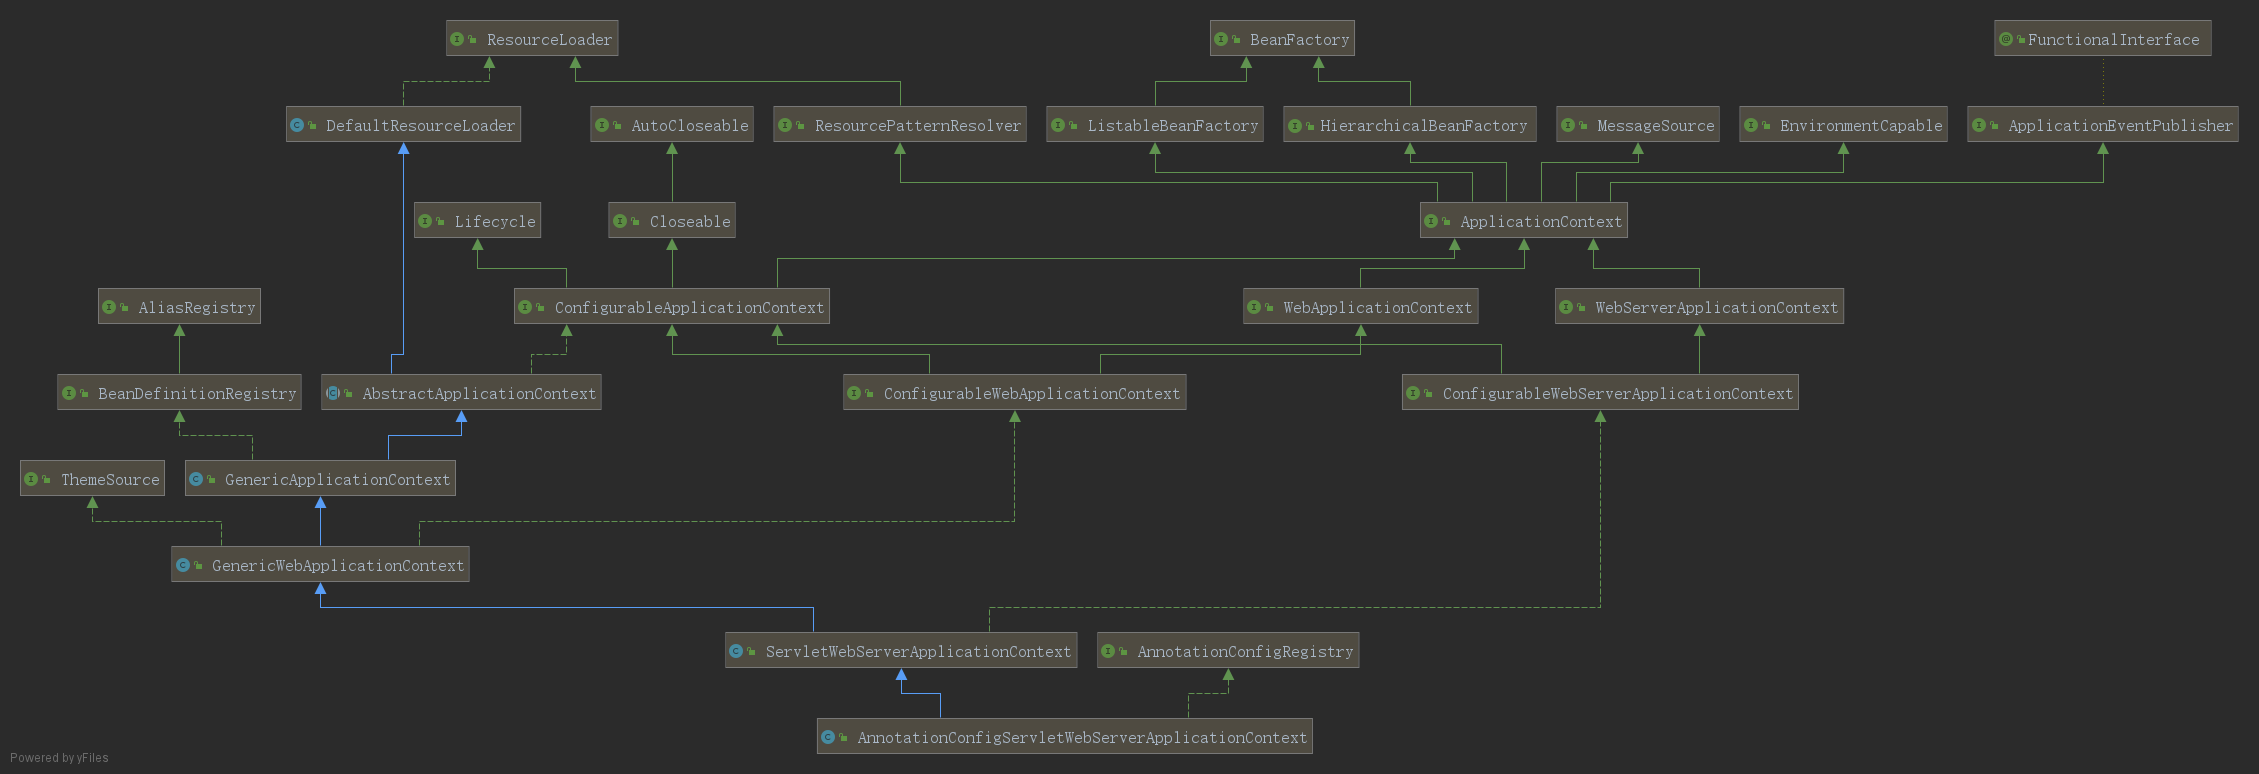 ResourceLoader
BeanFactory
FunctionalInterface
DefaultResourceLoader
AutoCloseable
ResourcePatternResolver
ListableBeanFactory
HierarchicalBeanFactory
MessageSource
EnvironmentCapable
ApplicationEventPublisher
Lifecycle
Closeable
ApplicationContext
AliasRegistry
ConfigurableApplicationContext
WebApplicationContext
WebServerApplicationContext
BeanDefinitionRegistry
AbstractApplicationContext
ConfigurableWebApplicationContext
ConfigurableWebServerApplicationContext
ThemeSource
GenericApplicationContext
GenericWebApplicationContext
ServletWebServerApplicationContext
AnnotationConfigRegistry
AnnotationConfigServletWebServerApplicationContext
Powered by yFiles